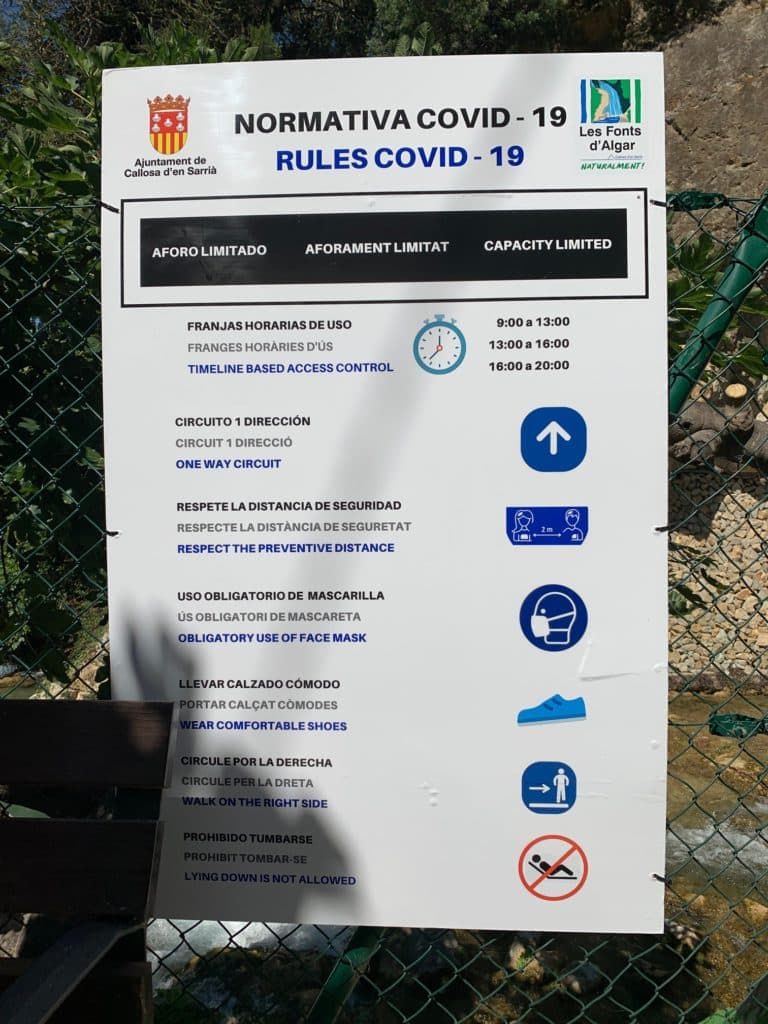 Ajuntament de
Callosa d'en Sarrià
NORMATIVA COVID - 19
RULES COVID - 19
Les Fonts
d'Algar
NATURALMENT!
AFORO LIMITADO AFORAMENT LIMITAT CAPACITY LIMITED
FRANJAS HORARIAS DE USO
FRANGES HORÀRIES D'ÚS
TIMELINE BASED ACCESS CONTROL
9:00 a 13:00
13:00 a 16:00
16:00 a 20:00
CIRCUITO 1 DIRECCIÓN
CIRCUIT 1 DIRECCIÓ
ONE WAY CIRCUIT
RESPETE LA DISTANCIA DE SEGURIDAD
RESPECTE LA DISTÀNCIA DE SEGURETAT
RESPECT THE PREVENTIVE DISTANCE
2 m
USO OBLIGATORIO DE MASCARILLA
ÚS OBLIGATORI DE MASCARETA
OBLIGATORY USE OF FACE MASK
LLEVAR CALZADO CÓMODO
PORTAR CALÇAT CÒMODES
WEAR COMFORTABLE SHOES
CIRCULE POR LA DERECHA
CIRCULE PER LA DRETA
WALK ON THE RIGHT SIDE
PROHIBIDO TUMBARSE
PROHIBIT TOMBAR-SE
LYING DOWN IS NOT ALLOWED